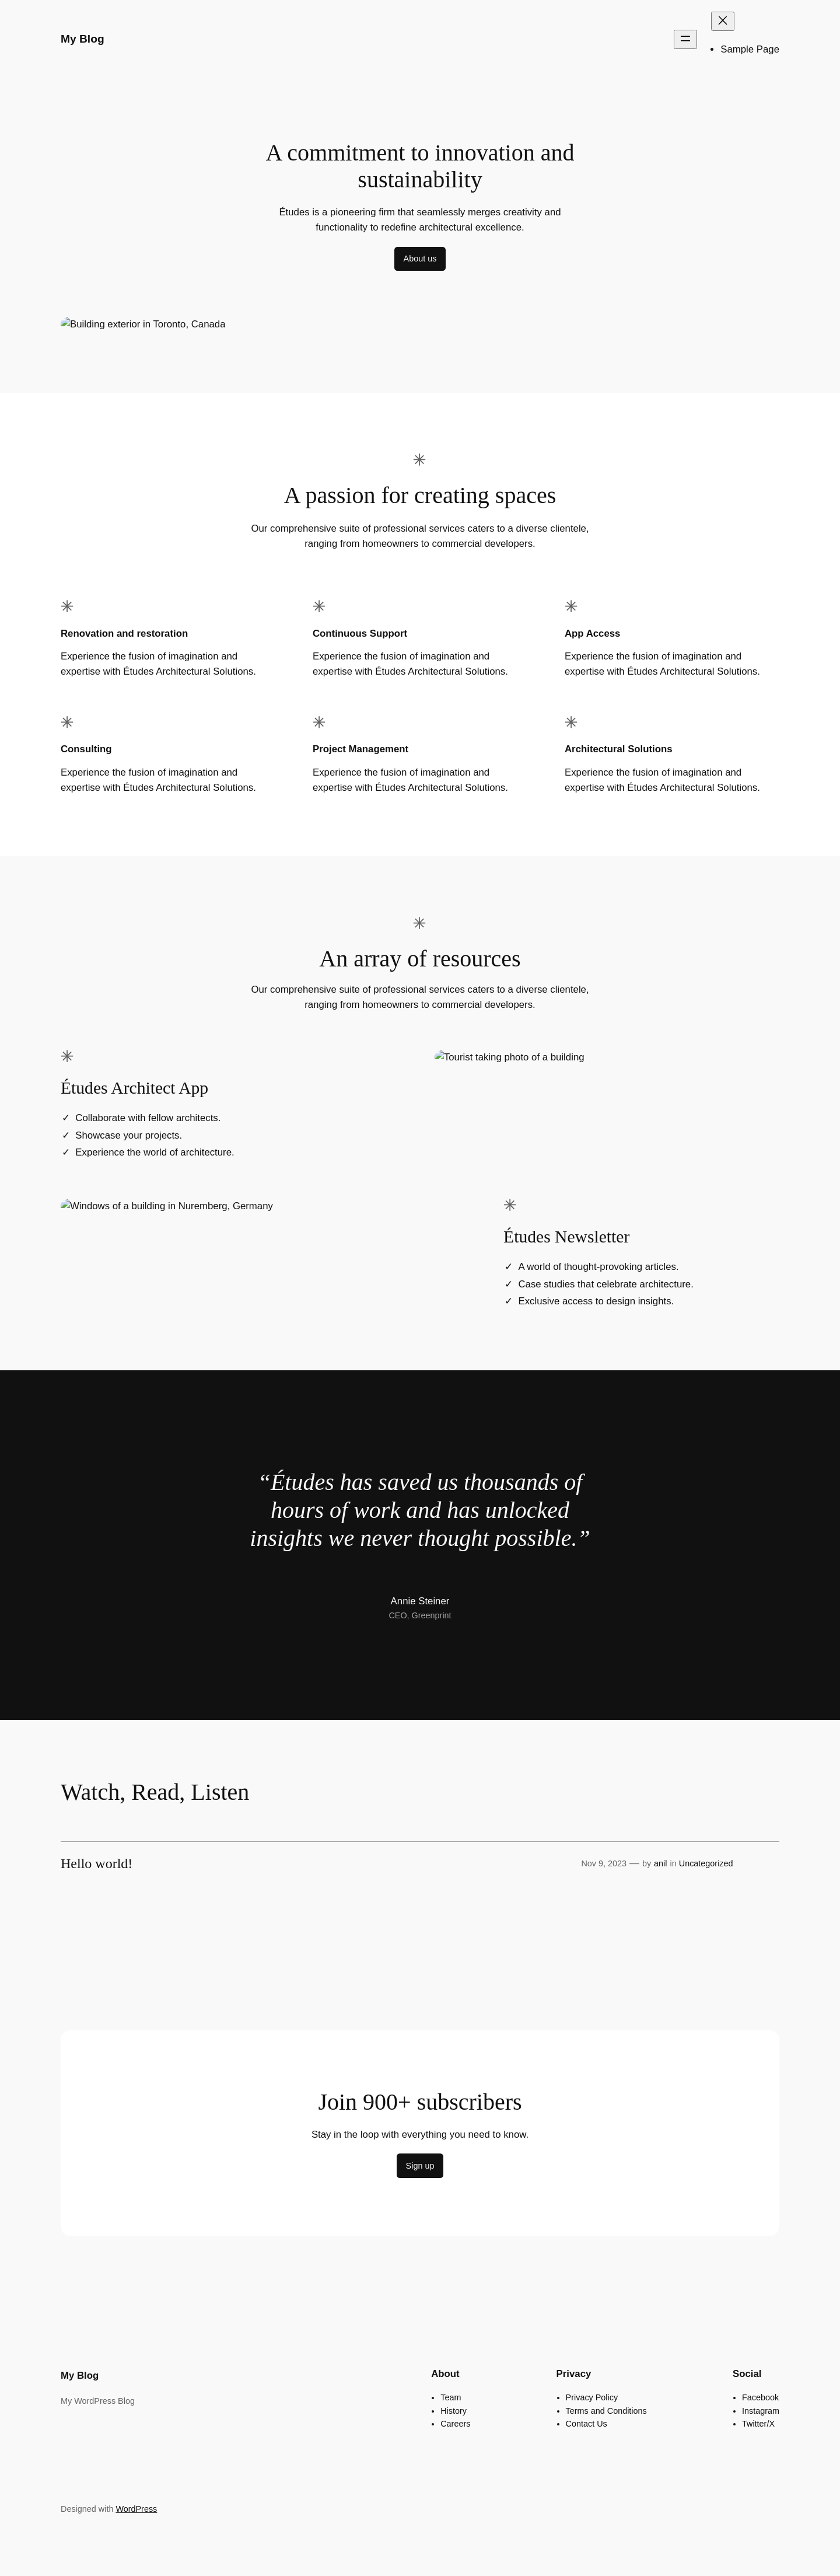 My Blog
Sample Page
A commitment to innovation and
sustainability
Études is a pioneering firm that seamlessly merges creativity and
functionality to redefine architectural excellence.
About us
Building exterior in Toronto, Canada
A passion for creating spaces
Our comprehensive suite of professional services caters to a diverse clientele,
ranging from homeowners to commercial developers.
Renovation and restoration
Experience the fusion of imagination and
expertise with Études Architectural Solutions.
Continuous Support
Experience the fusion of imagination and
expertise with Études Architectural Solutions.
App Access
Experience the fusion of imagination and
expertise with Études Architectural Solutions.
Consulting
Experience the fusion of imagination and
expertise with Études Architectural Solutions.
Project Management
Experience the fusion of imagination and
expertise with Études Architectural Solutions.
Architectural Solutions
Experience the fusion of imagination and
expertise with Études Architectural Solutions.
An array of resources
Our comprehensive suite of professional services caters to a diverse clientele,
ranging from homeowners to commercial developers.
Études Architect App
✓ Collaborate with fellow architects.
✓ Showcase your projects.
✓ Experience the world of architecture.
Tourist taking photo of a building
Windows of a building in Nuremberg, Germany
Études Newsletter
✓ A world of thought-provoking articles.
✓ Case studies that celebrate architecture.
✓ Exclusive access to design insights.
“Études has saved us thousands of
hours of work and has unlocked
insights we never thought possible.”
Annie Steiner
CEO, Greenprint
Watch, Read, Listen
Hello world!
Nov 9, 2023 — by anil in Uncategorized
Join 900+ subscribers
Stay in the loop with everything you need to know.
Sign up
My Blog
My WordPress Blog
About
Team
History
Careers
Privacy
Privacy Policy
Terms and Conditions
Contact Us
Social
Facebook
Instagram
Twitter/X
Designed with WordPress